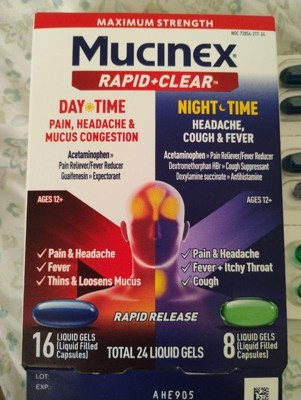 MAXIMUM STRENGTH
Mucinex®
RAPID+CLEAR™
DAY TIME
PAIN, HEADACHE &
MUCUS CONGESTION
Acetaminophen »
Pain Reliever/Fever Reducer
Guaifenesin » Expectorant
NIGHT TIME
HEADACHE,
COUGH & FEVER
Acetaminophen » Pain Reliever/Fever Reducer
Dextromethorphan HBr » Cough Suppressant
Doxylamine succinate » Antihistamine
AGES 12+
AGES 12+
✓ Pain & Headache
✓ Fever
✓ Thins & Loosens Mucus
✓ Pain & Headache
✓ Fever + Itchy Throat
✓ Cough
RAPID RELEASE
16 LIQUID GELS
(Liquid Filled
Capsules)
TOTAL 24 LIQUID GELS
8 LIQUID GELS
(Liquid Filled
Capsules)
LOT:
EXP:
AHE905